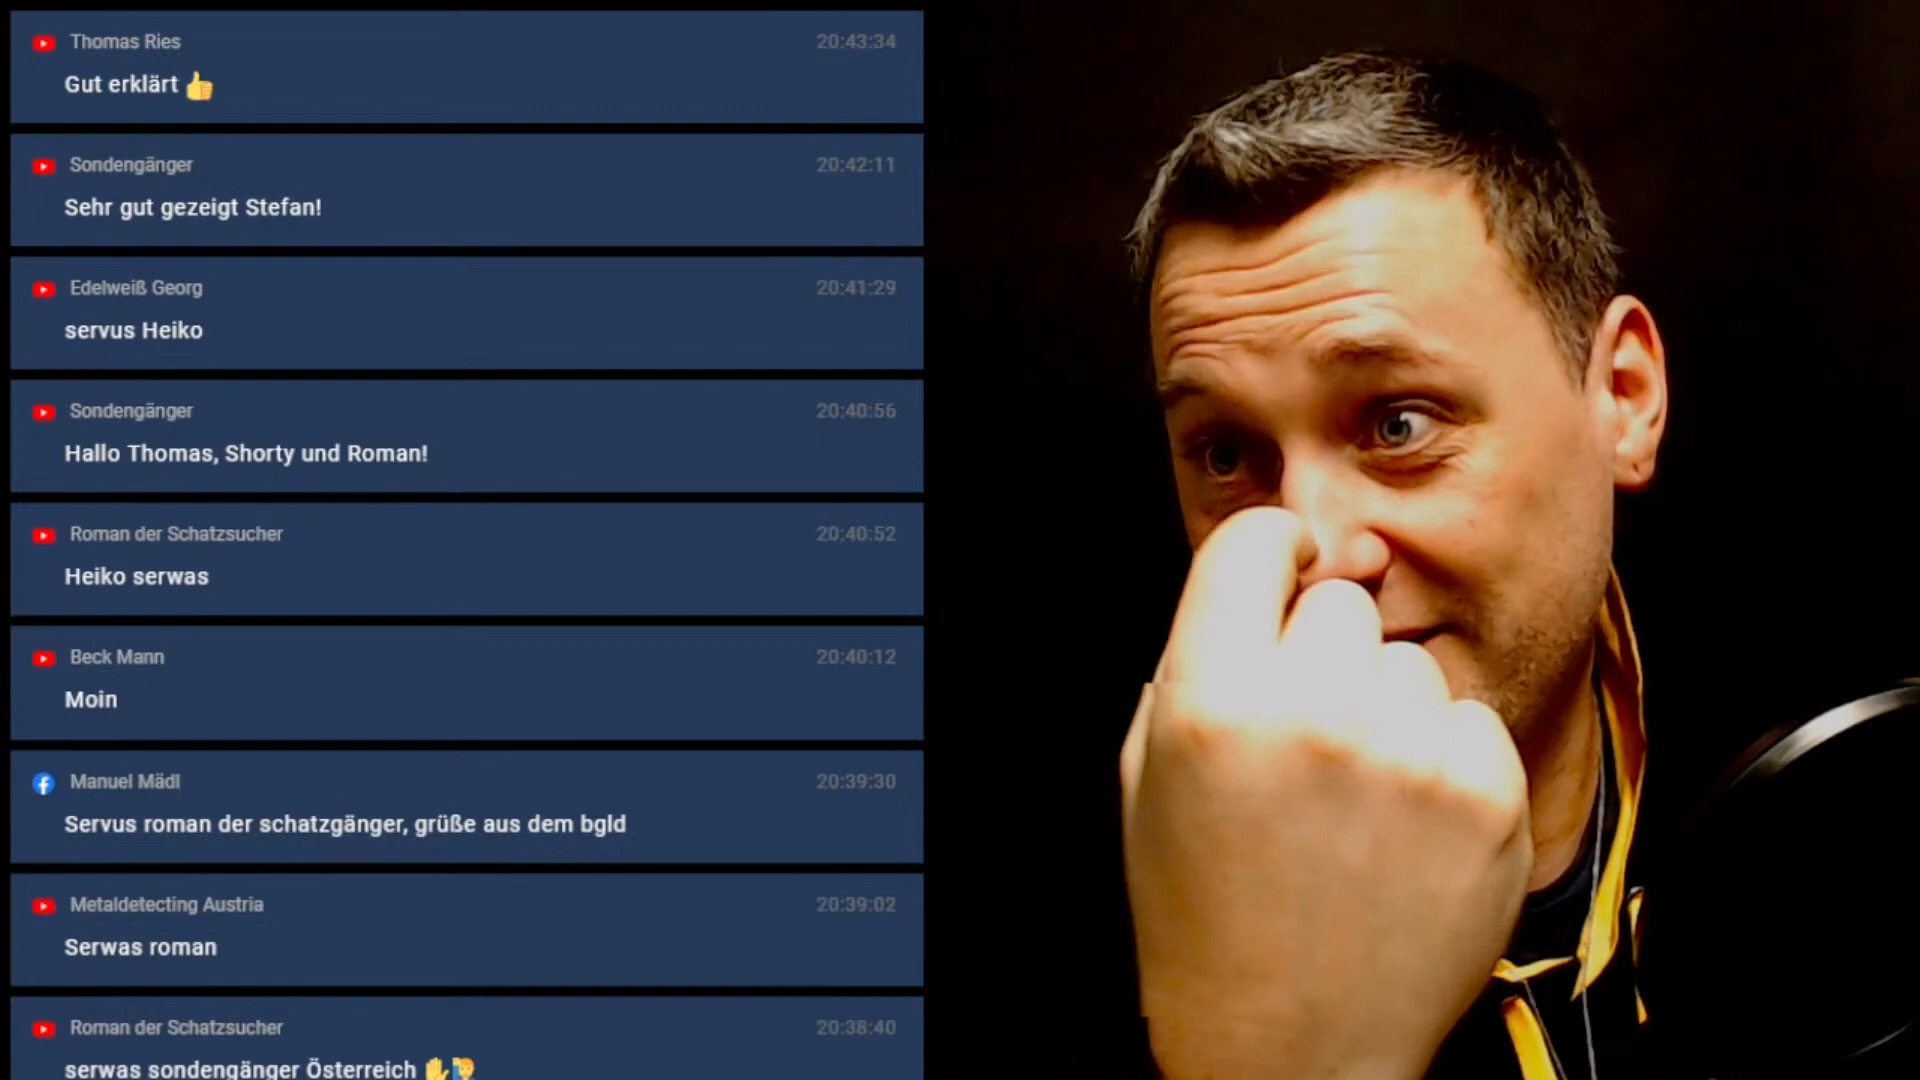 Thomas Ries 20:43:34
Gut erklärt 👍
Sondengänger 20:42:11
Sehr gut gezeigt Stefan!
Edelweiß Georg 20:41:29
servus Heiko
Sondengänger 20:40:56
Hallo Thomas, Shorty und Roman!
Roman der Schatzsucher 20:40:52
Heiko serwas
Beck Mann 20:40:12
Moin
Manuel Mädl 20:39:30
Servus roman der schatzgänger, grüße aus dem bgld
Metaldetecting Austria 20:39:02
Serwas roman
Roman der Schatzsucher 20:38:40
serwas sondengänger Österreich ✋🙋‍♂️